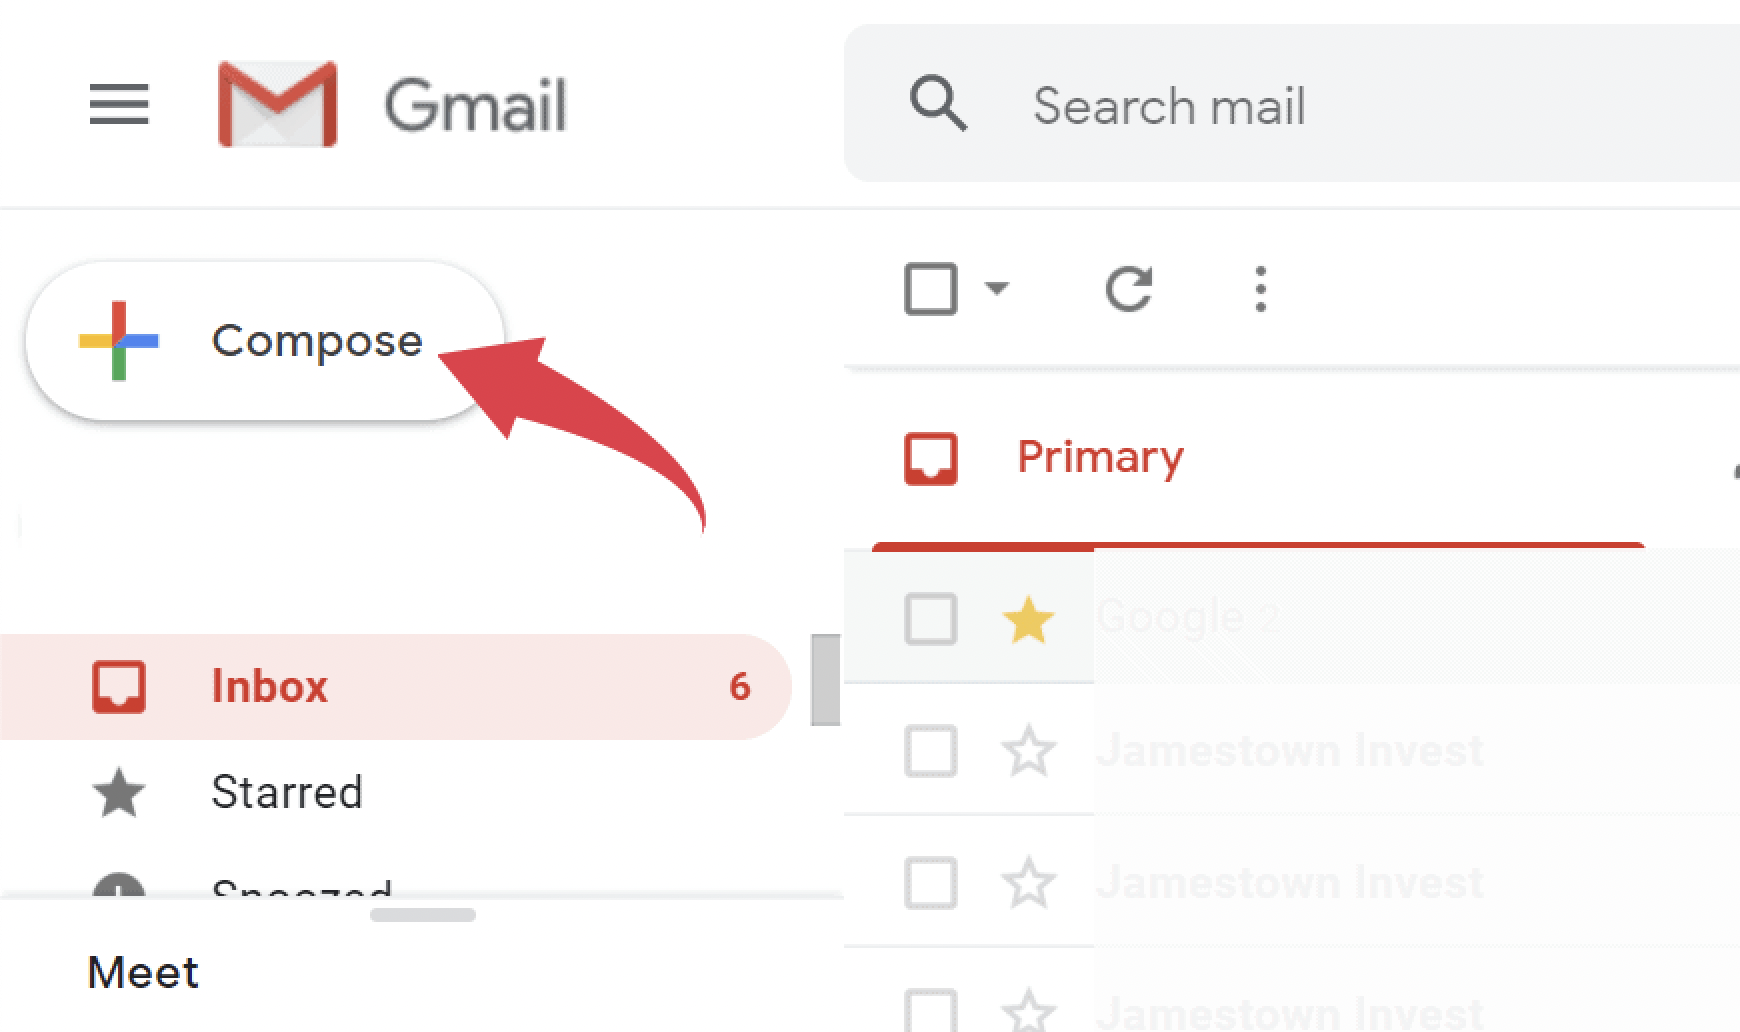 Gmail
Search mail
Compose
Primary
Inbox 6
Starred
Snoozed
Meet
Google 2
Jamestown Invest
Jamestown Invest
Jamestown Invest